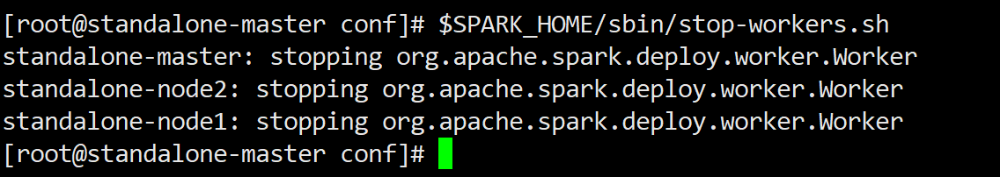 [root@standalone-master conf]# $SPARK_HOME/sbin/stop-workers.sh
standalone-master: stopping org.apache.spark.deploy.worker.Worker
standalone-node2: stopping org.apache.spark.deploy.worker.Worker
standalone-node1: stopping org.apache.spark.deploy.worker.Worker
[root@standalone-master conf]#